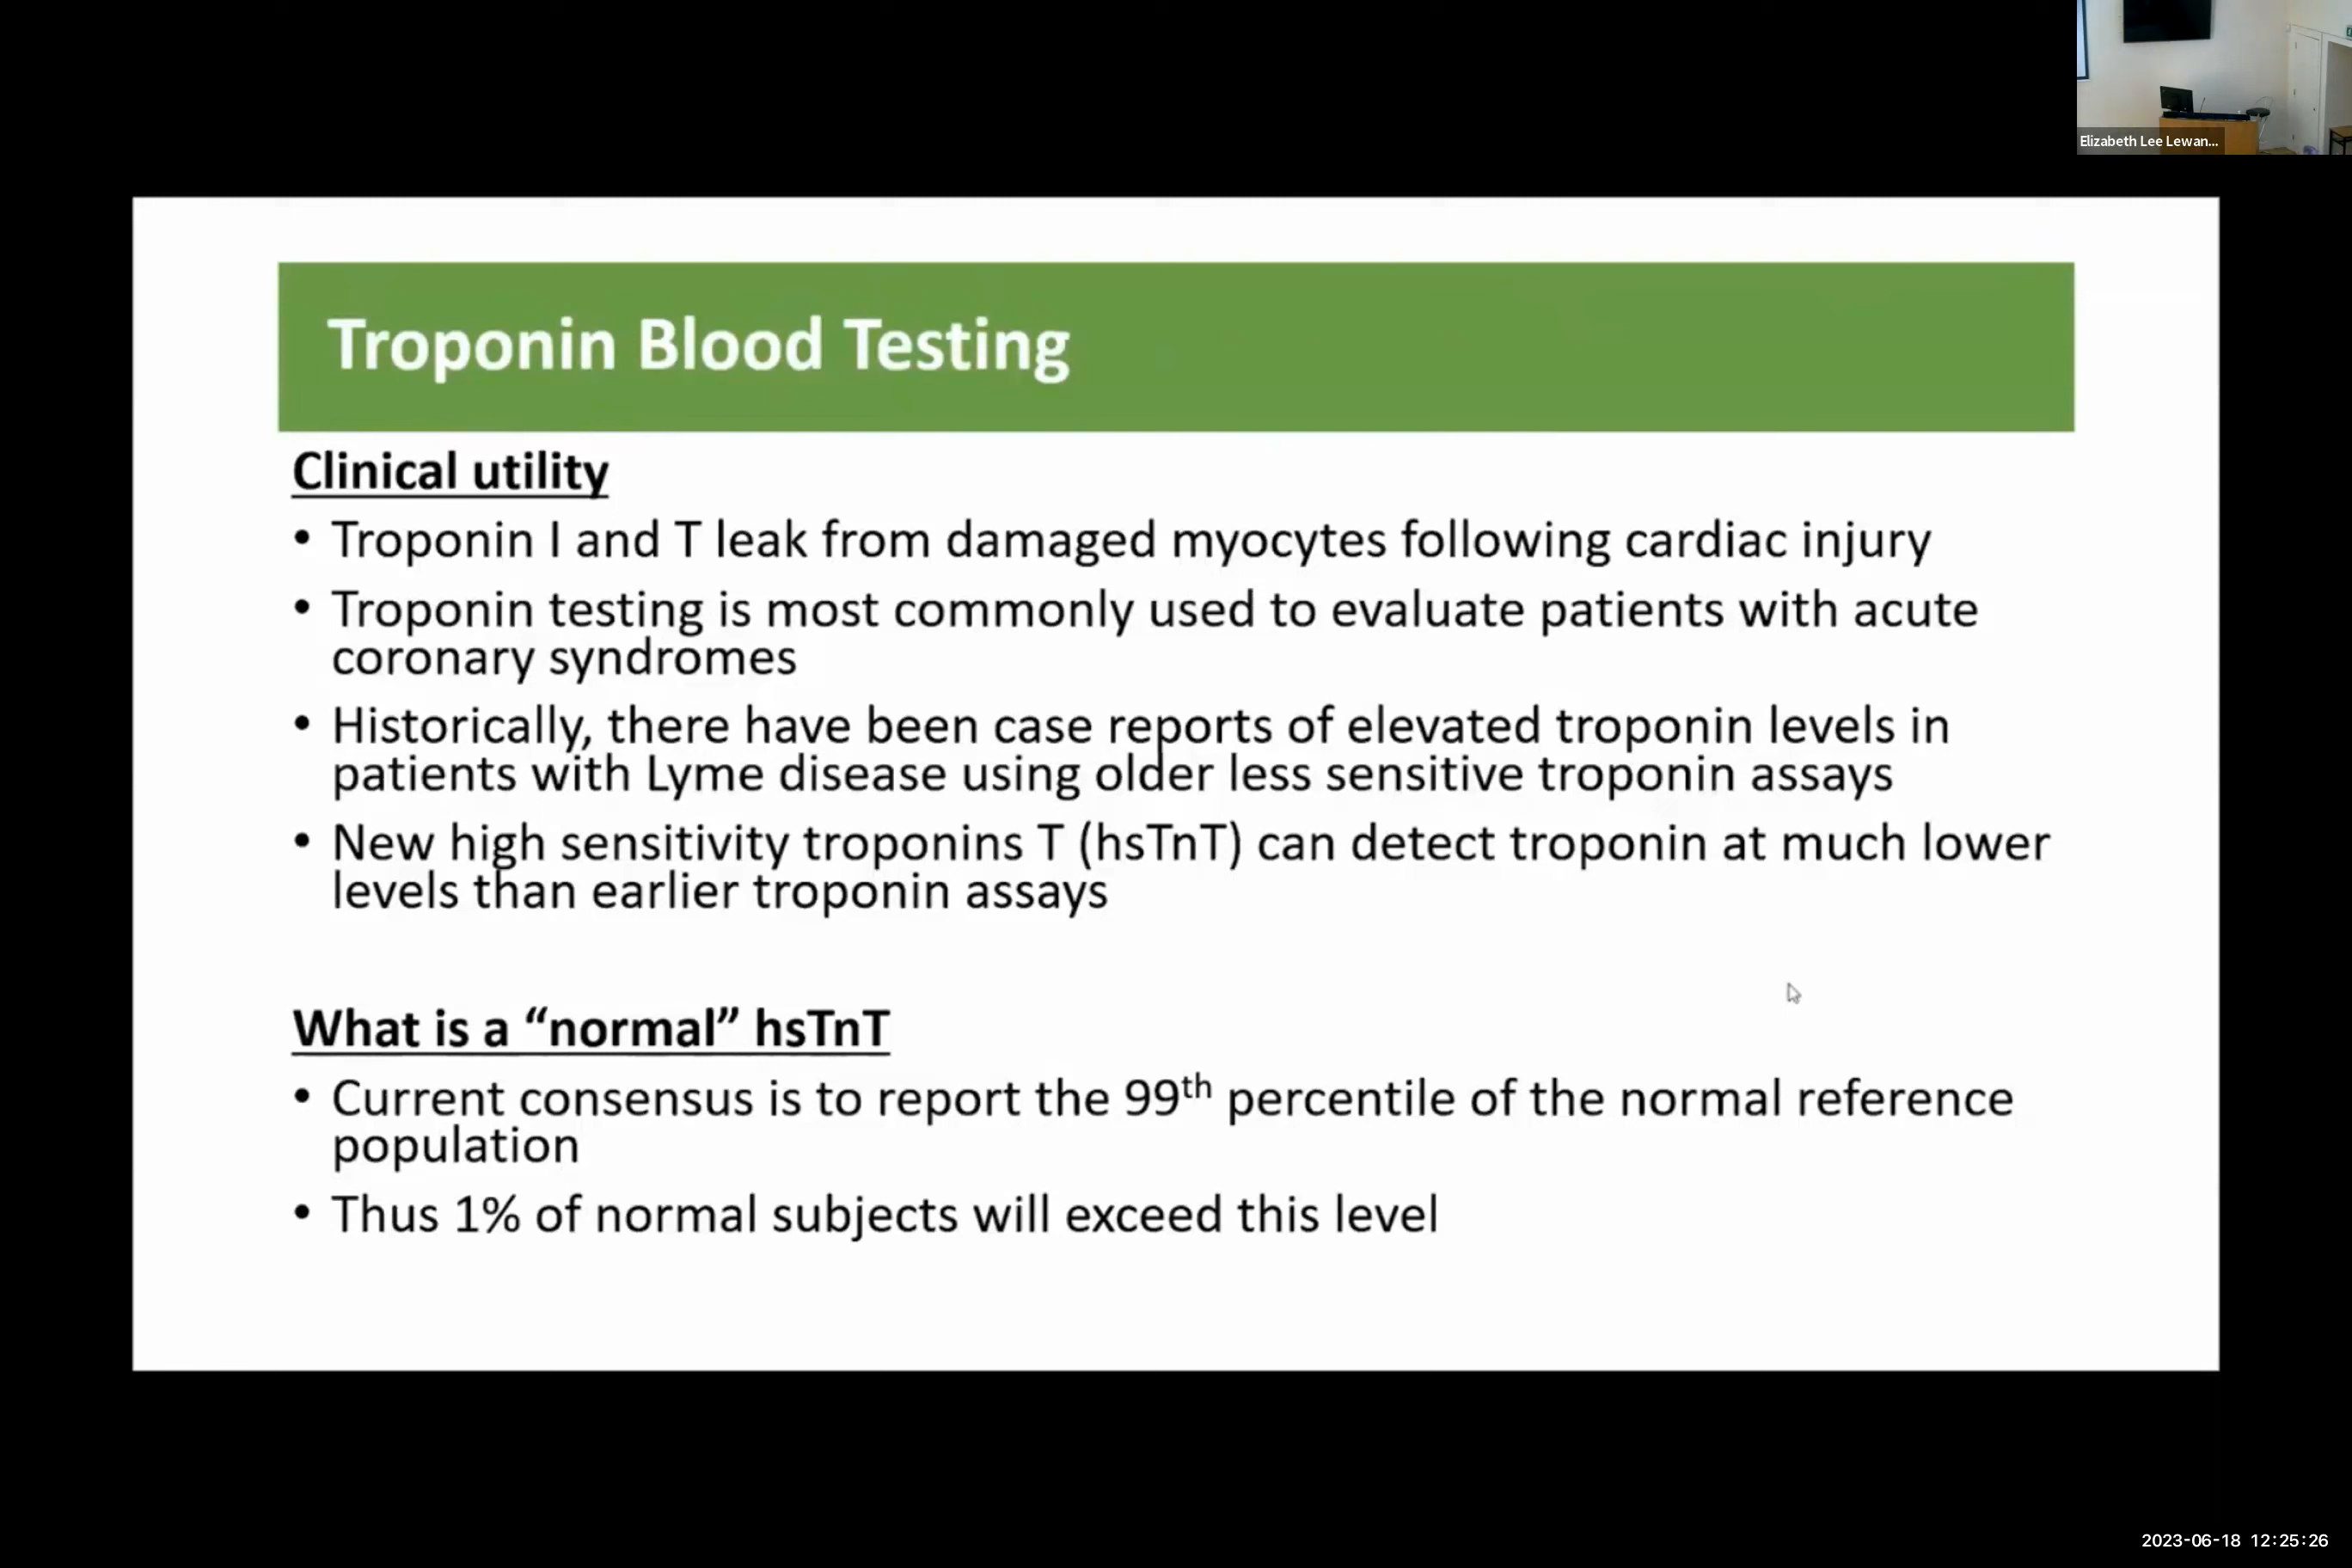 Elizabeth Lee Lewan...
Troponin Blood Testing
Clinical utility
• Troponin I and T leak from damaged myocytes following cardiac injury
• Troponin testing is most commonly used to evaluate patients with acute
coronary syndromes
• Historically, there have been case reports of elevated troponin levels in
patients with Lyme disease using older less sensitive troponin assays
• New high sensitivity troponins T (hsTnT) can detect troponin at much lower
levels than earlier troponin assays
What is a “normal” hsTnT
• Current consensus is to report the 99th percentile of the normal reference
population
• Thus 1% of normal subjects will exceed this level
2023-06-18 12:25:26